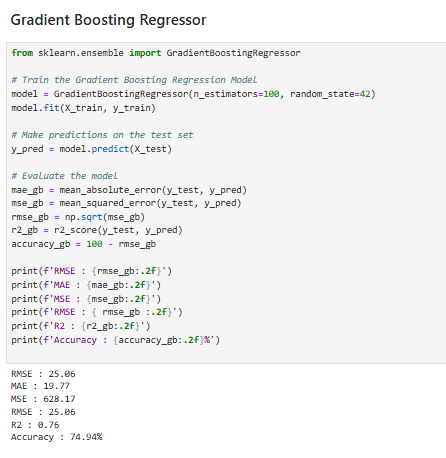 Gradient Boosting Regressor
from sklearn.ensemble import GradientBoostingRegressor
# Train the Gradient Boosting Regression Model
model = GradientBoostingRegressor(n_estimators=100, random_state=42)
model.fit(X_train, y_train)
# Make predictions on the test set
y_pred = model.predict(X_test)
# Evaluate the model
mae_gb = mean_absolute_error(y_test, y_pred)
mse_gb = mean_squared_error(y_test, y_pred)
rmse_gb = np.sqrt(mse_gb)
r2_gb = r2_score(y_test, y_pred)
accuracy_gb = 100 - rmse_gb
print(f'RMSE : {rmse_gb:.2f}')
print(f'MAE : {mae_gb:.2f}')
print(f'MSE : {mse_gb:.2f}')
print(f'RMSE : { rmse_gb :.2f}')
print(f'R2 : {r2_gb:.2f}')
print(f'Accuracy : {accuracy_gb:.2f}%')
RMSE : 25.06
MAE : 19.77
MSE : 628.17
RMSE : 25.06
R2 : 0.76
Accuracy : 74.94%